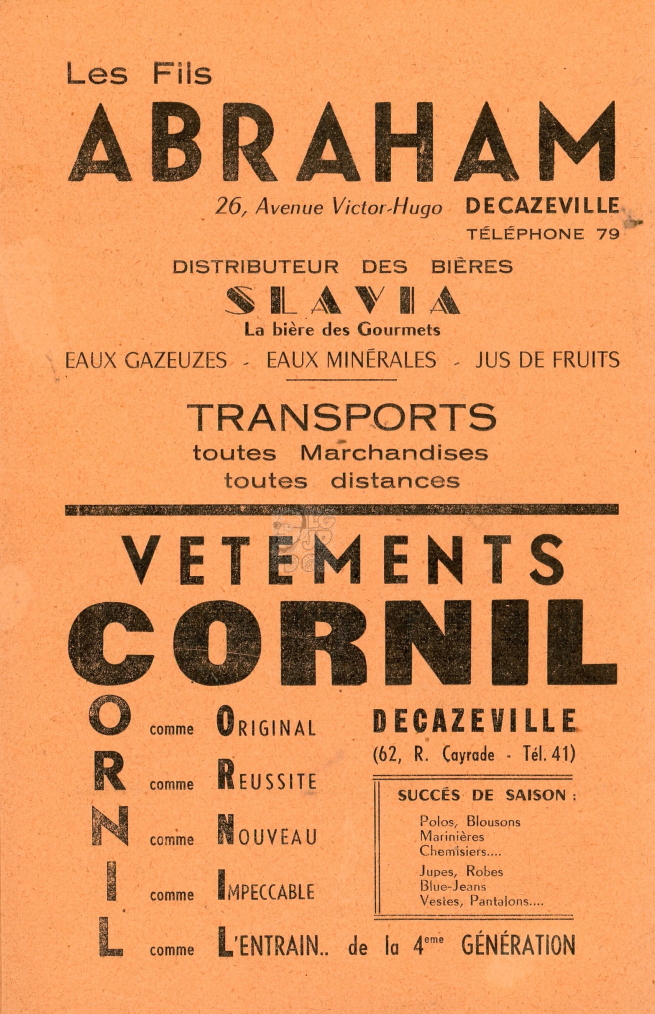 Les Fils
ABRAHAM
26, Avenue Victor-Hugo DECAZEVILLE
TÉLÉPHONE 79
DISTRIBUTEUR DES BIÈRES
SLAVIA
La bière des Gourmets
EAUX GAZEUZES - EAUX MINÉRALES - JUS DE FRUITS
TRANSPORTS
toutes Marchandises
toutes distances
VETEMENTS
CORNIL
O comme ORIGINAL
R comme REUSSITE
N comme NOUVEAU
I comme IMPECCABLE
L comme L'ENTRAIN.. de la 4eme GÉNÉRATION
DECAZEVILLE
(62, R. Cayrade - Tél. 41)
SUCCÉS DE SAISON :
Polos, Blousons
Marinières
Chemisiers....
Jupes, Robes
Blue-Jeans
Vestes, Pantalons....